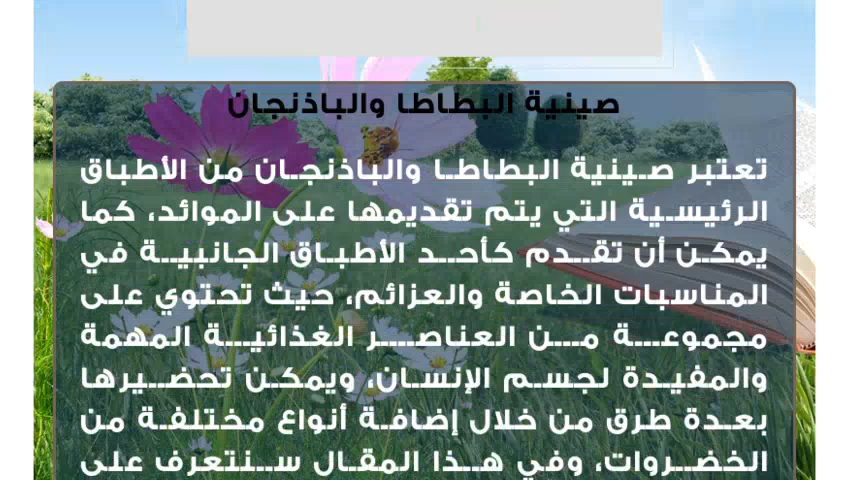 صينية البطاطا والباذنجان
تعتبر صينية البطاطا والباذنجان من الأطباق
الرئيسية التي يتم تقديمها على الموائد، كما
يمكن أن تقدم كأحد الأطباق الجانبية في
المناسبات الخاصة والعزائم، حيث تحتوي على
مجموعة من العناصر الغذائية المهمة
والمفيدة لجسم الإنسان، ويمكن تحضيرها
بعدة طرق من خلال إضافة أنواع مختلفة من
الخضروات، وفي هذا المقال سنتعرف على